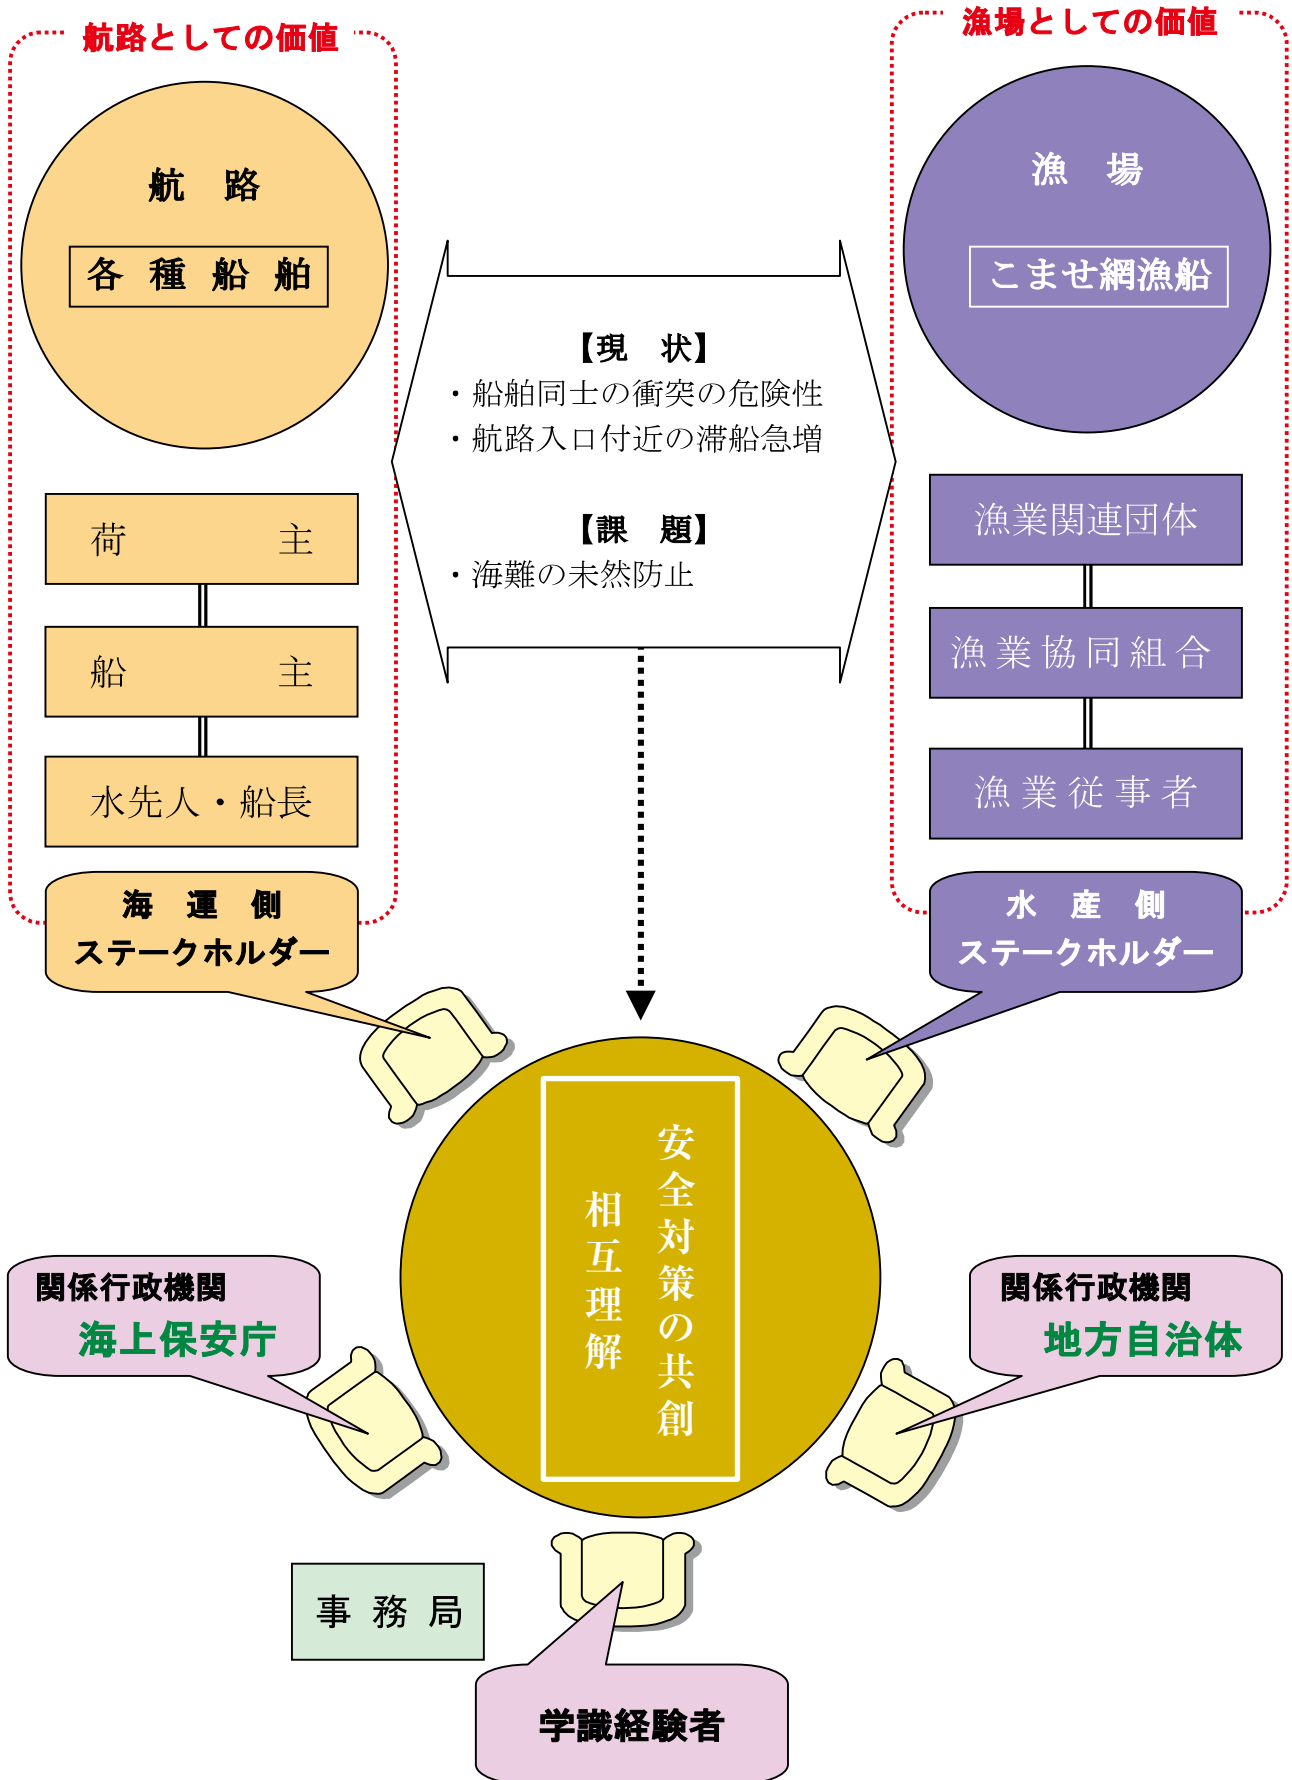 航路としての価値
航　路
各 種 船 舶
荷　　　　主
船　　　　主
水先人・船長
海　運　側
ステークホルダー
【現　状】
・船舶同士の衝突の危険性
・航路入口付近の滞船急増
【課　題】
・海難の未然防止
漁場としての価値
漁　場
こませ網漁船
漁業関連団体
漁業協同組合
漁業従事者
水　産　側
ステークホルダー
安全対策の共創
相互理解
関係行政機関
海上保安庁
関係行政機関
地方自治体
事 務 局
学識経験者